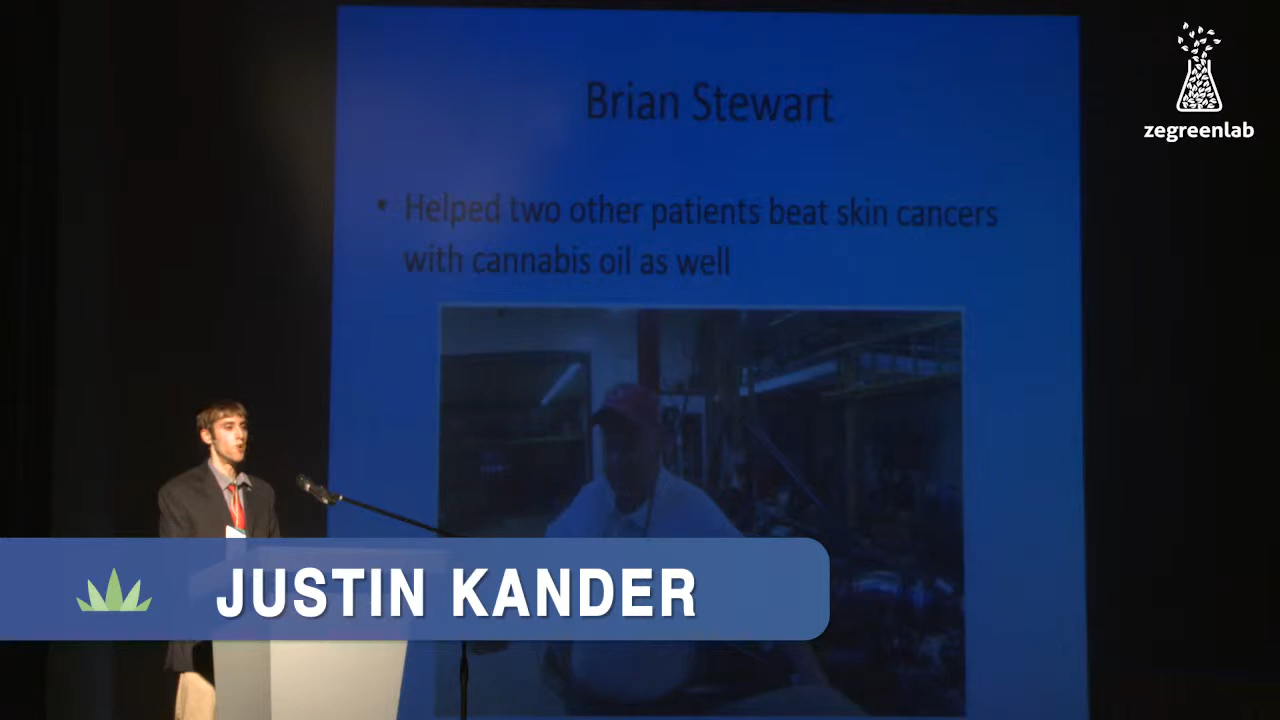 Brian Stewart
• Helped two other patients beat skin cancers
with cannabis oil as well
zegreenlab
JUSTIN KANDER